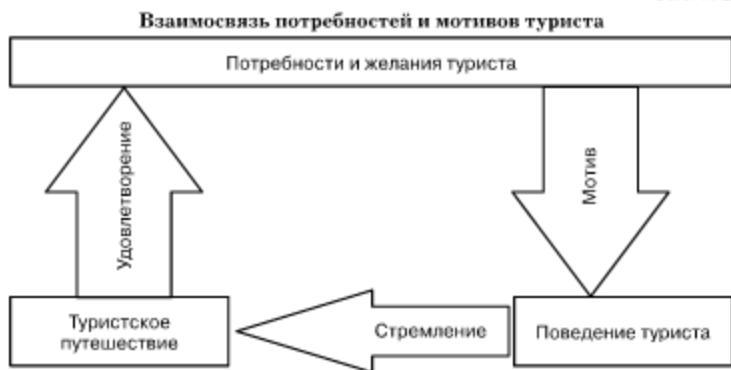 Взаимосвязь потребностей и мотивов туриста
Потребности и желания туриста
Удовлетворение
Мотив
Туристское
путешествие
Стремление
Поведение туриста